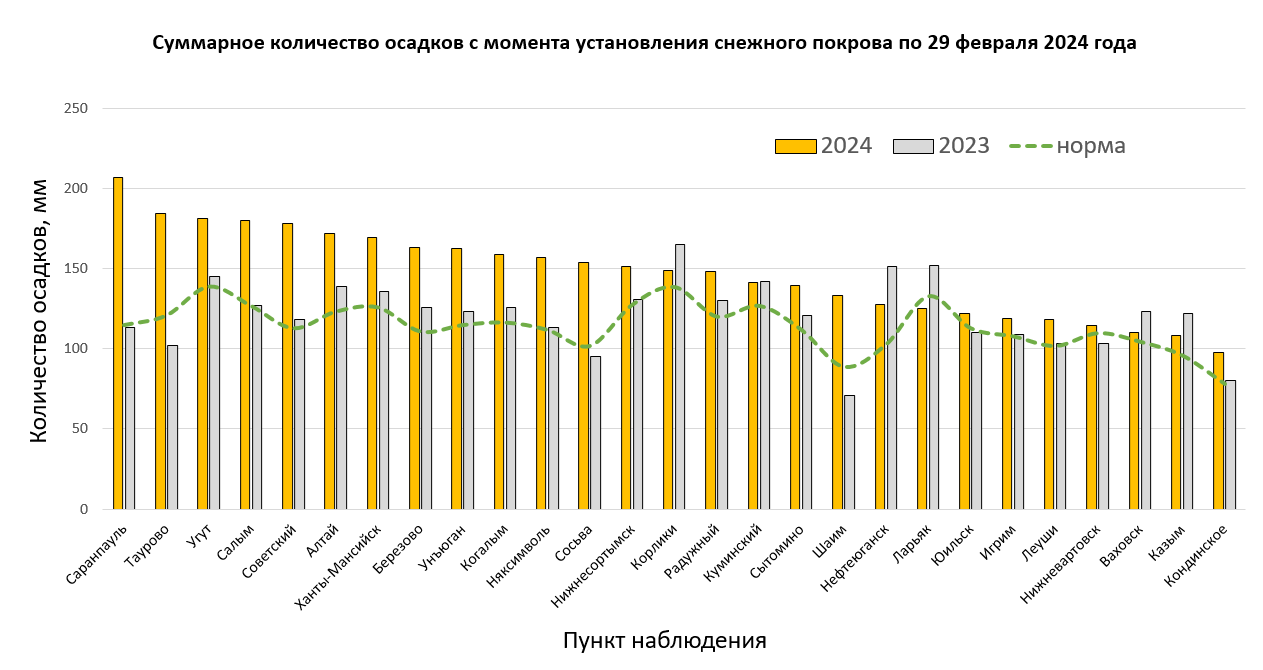 Суммарное количество осадков с момента установления снежного покрова по 29 февраля 2024 года
250
2024
2023
норма
200
150
100
50
0
Количество осадков, мм
Саранпауль
Таурово
Угут
Салым
Советский
Алтай
Ханты-Мансийск
Березово
Унъюган
Когалым
Няксимволь
Сосьва
Нижнесортымск
Корлики
Радужный
Куминский
Сытомино
Шаим
Нефтеюганск
Ларьяк
Юильск
Игрим
Леуши
Нижневартовск
Ваховск
Казым
Кондинское
Пункт наблюдения